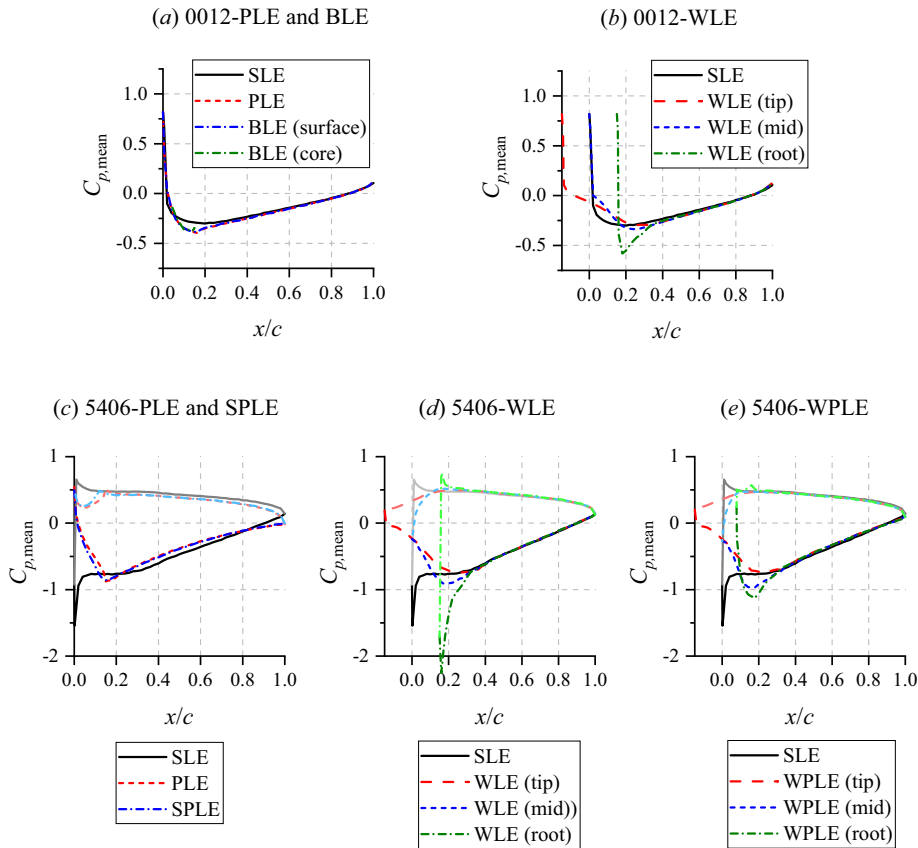 (a) 0012-PLE and BLE
(b) 0012-WLE
SLE
PLE
BLE (surface)
BLE (core)
SLE
WLE (tip)
WLE (mid)
WLE (root)
1.0
0.5
0.0
-0.5
Cp,mean
0.0 0.2 0.4 0.6 0.8 1.0
x/c
1.0
0.5
0.0
-0.5
Cp,mean
0.0 0.2 0.4 0.6 0.8 1.0
x/c
(c) 5406-PLE and SPLE
(d) 5406-WLE
(e) 5406-WPLE
1
0
-1
-2
Cp,mean
0.0 0.2 0.4 0.6 0.8 1.0
x/c
SLE
PLE
SPLE
1
0
-1
-2
Cp,mean
0.0 0.2 0.4 0.6 0.8 1.0
x/c
SLE
WLE (tip)
WLE (mid))
WLE (root)
1
0
-1
-2
Cp,mean
0.0 0.2 0.4 0.6 0.8 1.0
x/c
SLE
WPLE (tip)
WPLE (mid)
WPLE (root)